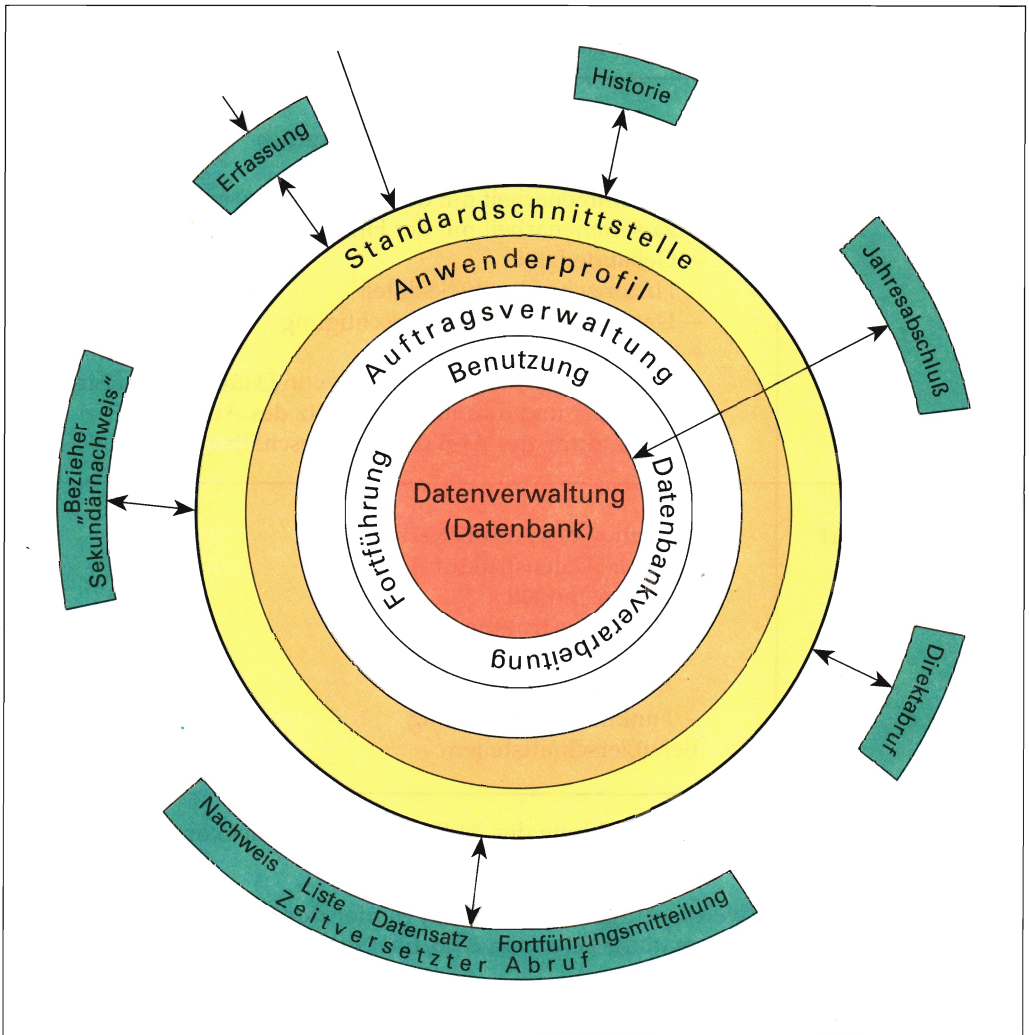 Historie
Erfassung
Standardschnittstelle
Anwenderprofil
Auftragsverwaltung
Benutzung
Jahresabschluß
„Bezieher
Sekundärnachweis“
Fortführung
Datenverwaltung
(Datenbank)
Datenbankverarbeitung
Direktabruf
Nachweis Liste Datensatz Fortführungsmitteilung
Zeitversetzter Abruf